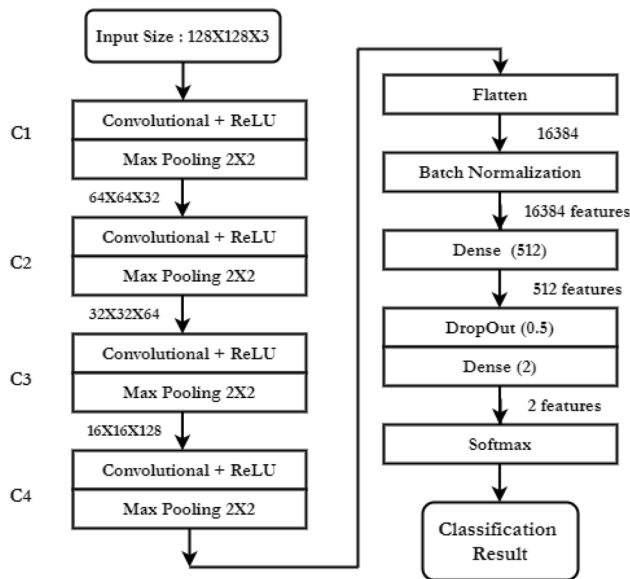 Input Size : 128X128X3
C1
Convolutional + ReLU
Max Pooling 2X2
64X64X32
C2
Convolutional + ReLU
Max Pooling 2X2
32X32X64
C3
Convolutional + ReLU
Max Pooling 2X2
16X16X128
C4
Convolutional + ReLU
Max Pooling 2X2
Flatten
16384
Batch Normalization
16384 features
Dense (512)
512 features
DropOut (0.5)
Dense (2)
2 features
Softmax
Classification
Result